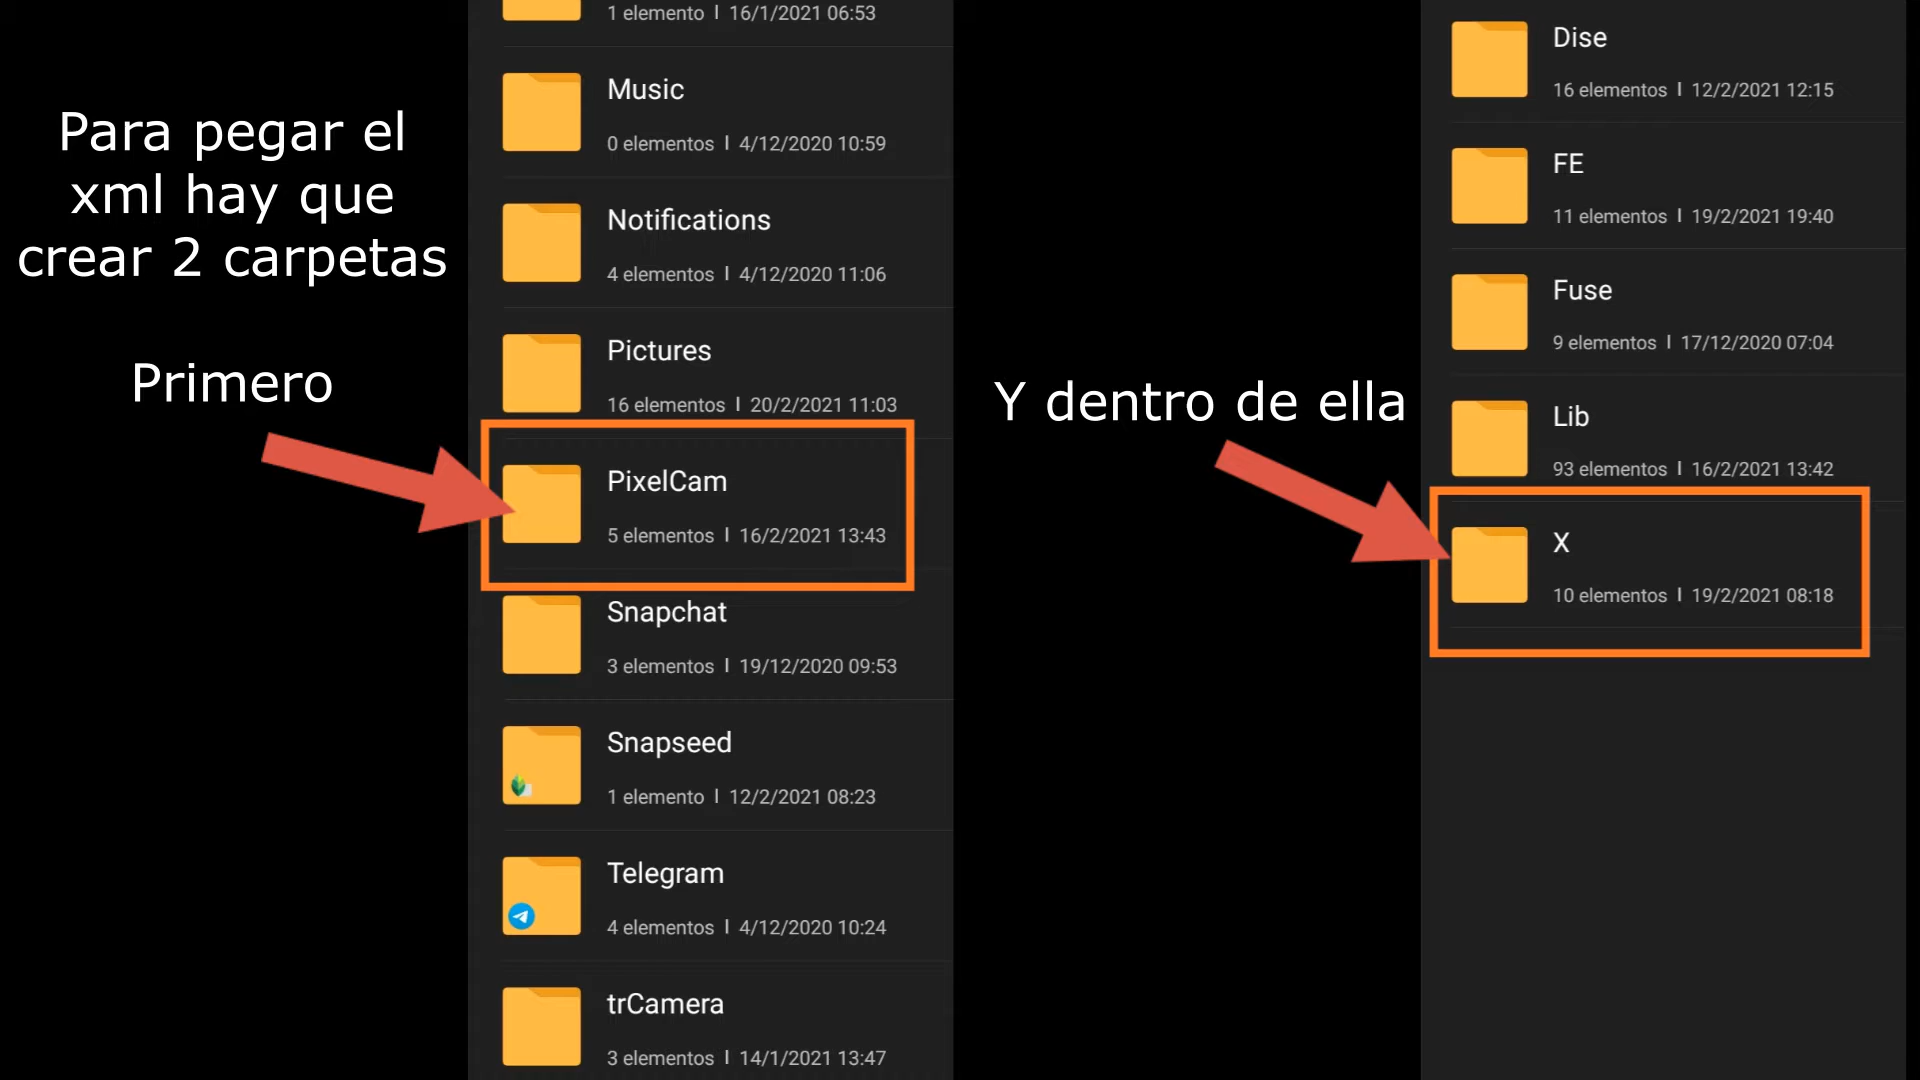 Para pegar el
xml hay que
crear 2 carpetas
Primero
1 elemento | 16/1/2021 06:53
Music
0 elementos | 4/12/2020 10:59
Notifications
4 elementos | 4/12/2020 11:06
Pictures
16 elementos | 20/2/2021 11:03
PixelCam
5 elementos | 16/2/2021 13:43
Snapchat
3 elementos | 19/12/2020 09:53
Snapseed
1 elemento | 12/2/2021 08:23
Telegram
4 elementos | 4/12/2020 10:24
trCamera
3 elementos | 14/1/2021 13:47
Y dentro de ella
Dise
16 elementos | 12/2/2021 12:15
FE
11 elementos | 19/2/2021 19:40
Fuse
9 elementos | 17/12/2020 07:04
Lib
93 elementos | 16/2/2021 13:42
X
10 elementos | 19/2/2021 08:18